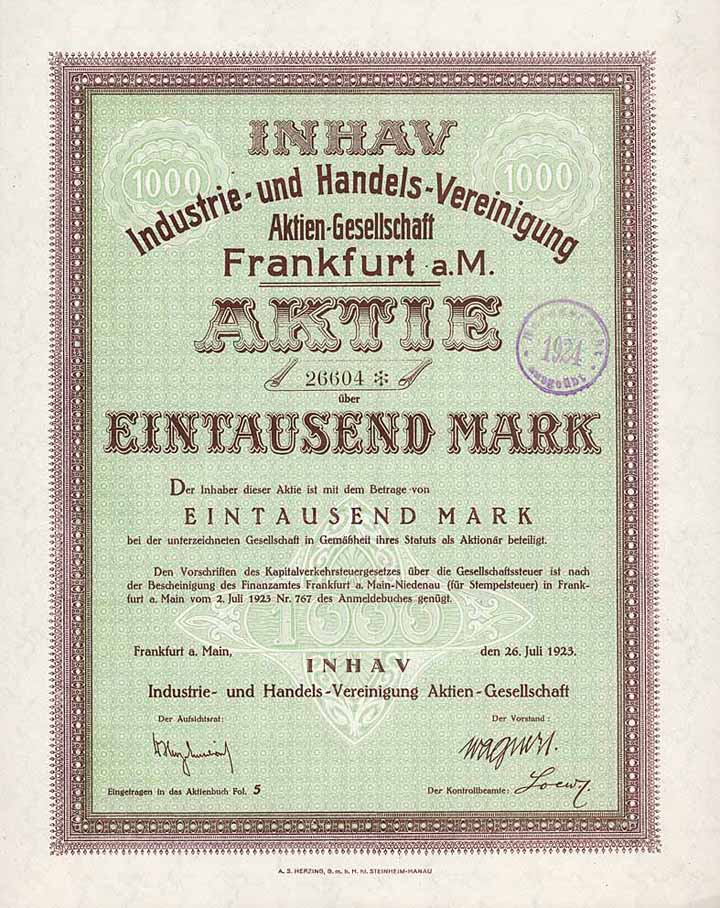 INHAV
1000
1000
Industrie- und Handels-Vereinigung
Aktien-Gesellschaft
Frankfurt a.M.
AKTIE
1924
ausgeübt
26604 ✻
über
EINTAUSEND MARK
Der Inhaber dieser Aktie ist mit dem Betrage von
EINTAUSEND MARK
bei der unterzeichneten Gesellschaft in Gemäßheit ihres Statuts als Aktionär beteiligt.
Den Vorschriften des Kapitalverkehrsteuergesetzes über die Gesellschaftssteuer ist nach
der Bescheinigung des Finanzamtes Frankfurt a. Main-Niedenau (für Stempelsteuer) in Frank-
furt a. Main vom 2. Juli 1923 Nr. 767 des Anmeldebuches genügt.
1000
Frankfurt a. Main, den 26. Juli 1923.
INHAV
Industrie- und Handels-Vereinigung Aktien-Gesellschaft
Der Aufsichtsrat: Der Vorstand:
Wagner.
Eingetragen in das Aktienbuch Fol. 5 Der Kontrollbeamte: Loewy.
A. S. HERZING, G. m. b. H. hl. STEINHEIM-HANAU